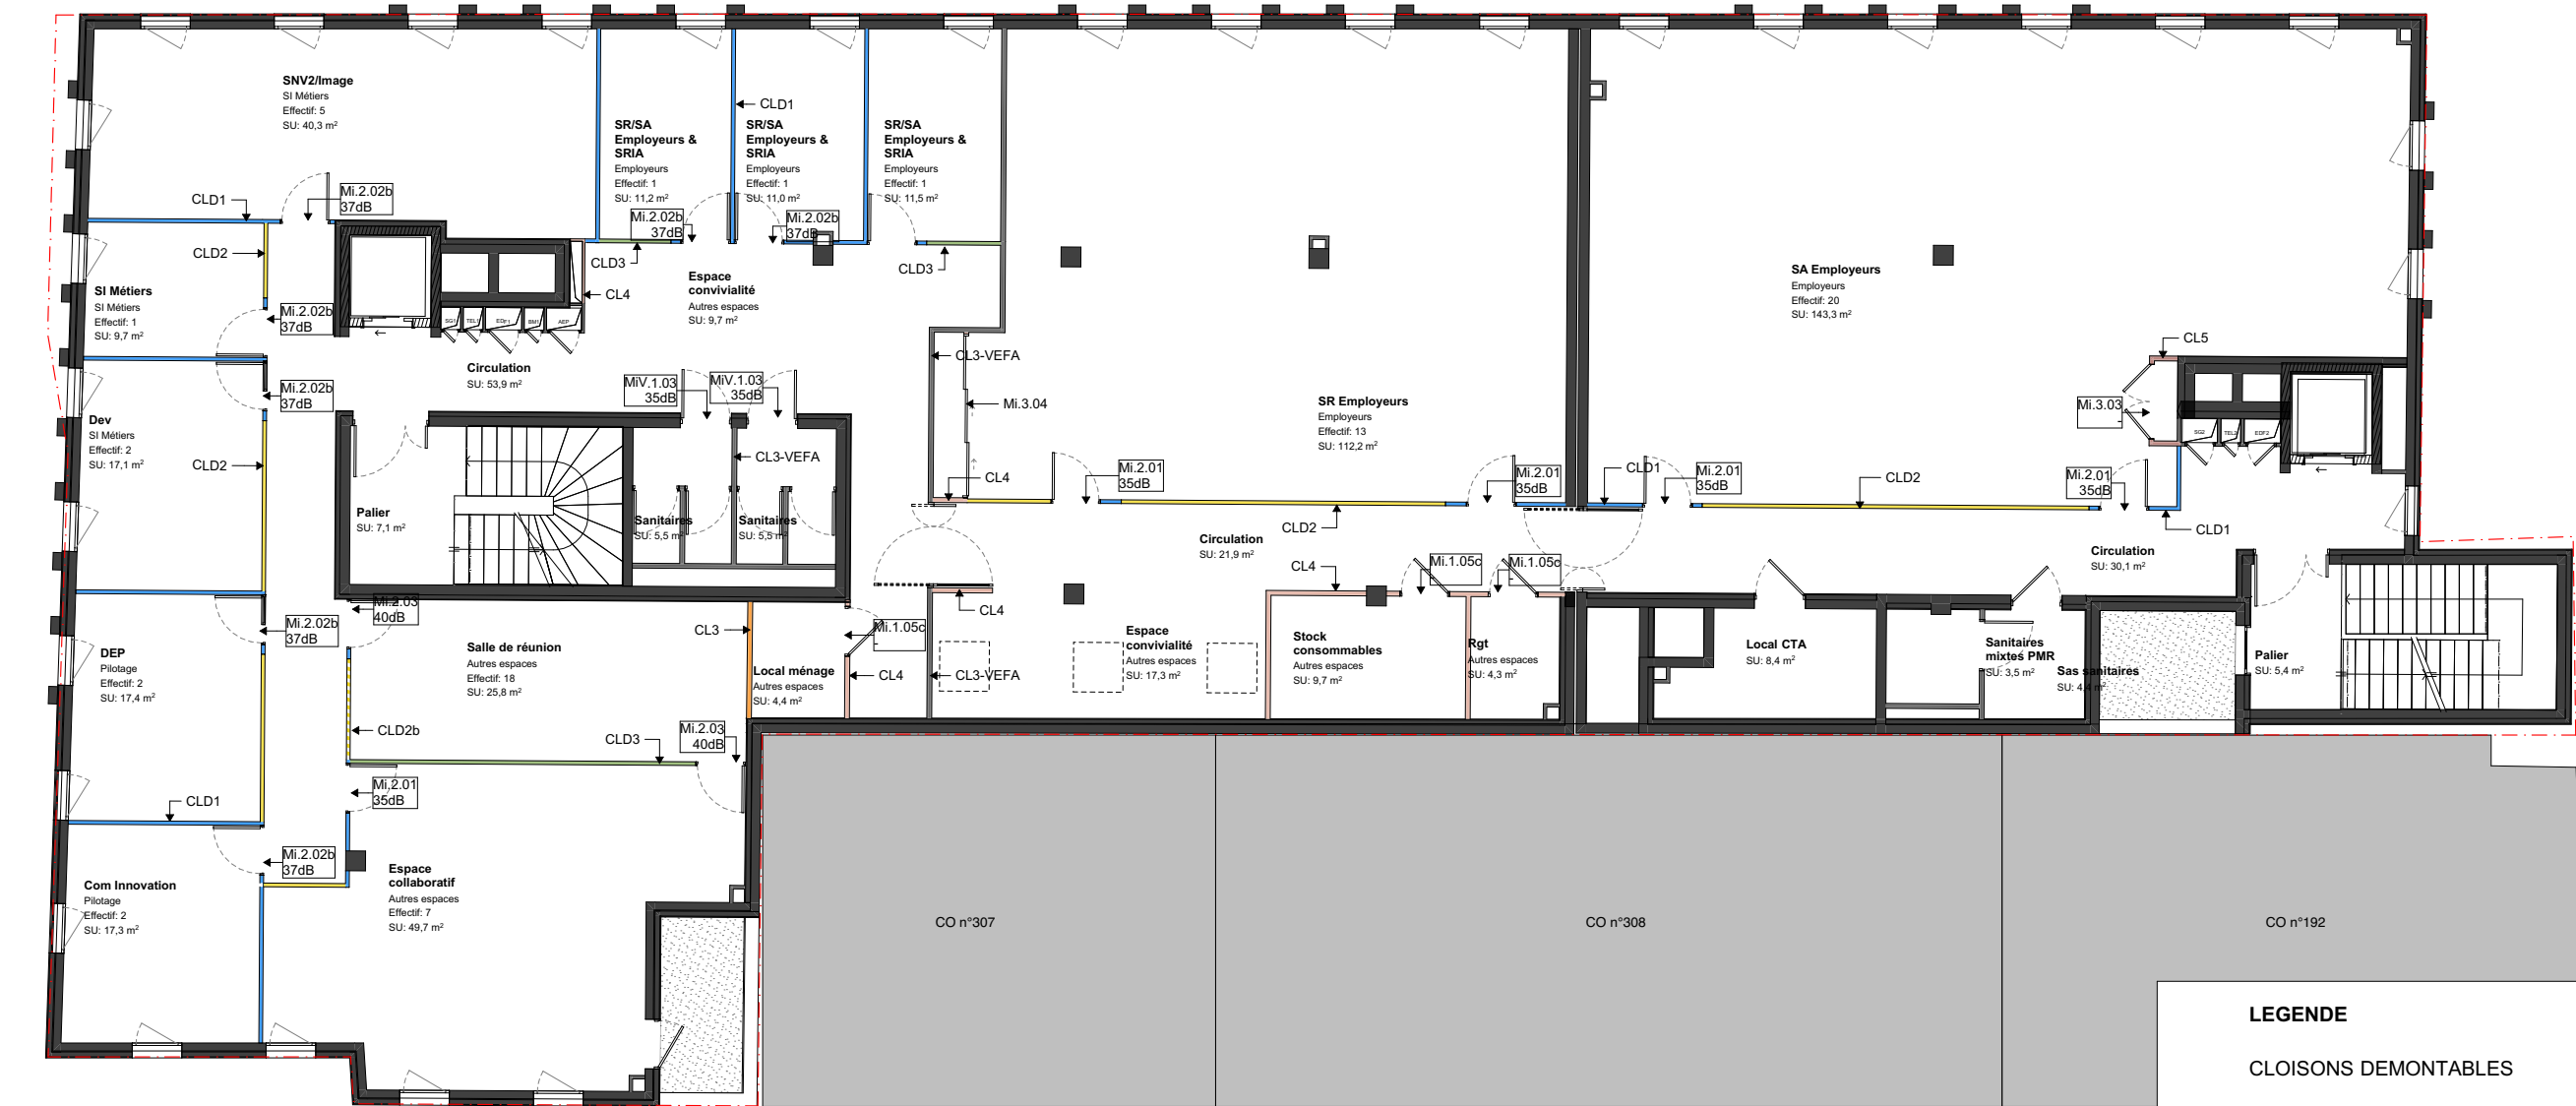 SNV2/Image
SI Métiers
Effectif: 5
SU: 40,3 m²
CLD1
SR/SA
Employeurs &
SRIA
Employeurs
Effectif: 1
SU: 11,2 m²
SR/SA
Employeurs &
SRIA
Employeurs
Effectif: 1
SU: 11,0 m²
SR/SA
Employeurs &
SRIA
Employeurs
Effectif: 1
SU: 11,5 m²
CLD1
Mi.2.02b
37dB
Mi.2.02b
37dB
Mi.2.02b
37dB
CLD2
CLD3
CLD3
CL4
Espace
convivialité
Autres espaces
SU: 9,7 m²
SA Employeurs
Employeurs
Effectif: 20
SU: 143,3 m²
SI Métiers
SI Métiers
Effectif: 1
SU: 9,7 m²
Mi.2.02b
37dB
SG1
TEL1
EDF1
BM1
AEP
Circulation
SU: 53,9 m²
CL3-VEFA
CL5
Mi.2.02b
37dB
MiV.1.03
35dB
MiV.1.03
35dB
Mi.3.04
SR Employeurs
Employeurs
Effectif: 13
SU: 112,2 m²
Mi.3.03
SG2
TEL2
EDF2
Dev
SI Métiers
Effectif: 2
SU: 17,1 m²
CLD2
CL3-VEFA
CL4
Mi.2.01
35dB
Mi.2.01
35dB
CLD1
Mi.2.01
35dB
CLD2
Mi.2.01
35dB
Palier
SU: 7,1 m²
Sanitaires
SU: 5,5 m²
Sanitaires
SU: 5,5 m²
CLD2
CLD1
Circulation
SU: 21,9 m²
Circulation
SU: 30,1 m²
CL4
Mi.1.05c
Mi.1.05c
Mi.2.03
40dB
CL4
Mi.2.02b
37dB
CL3
Mi.1.05c
DEP
Pilotage
Effectif: 2
SU: 17,4 m²
Salle de réunion
Autres espaces
Effectif: 18
SU: 25,8 m²
Local ménage
Autres espaces
SU: 4,4 m²
CL4
CL3-VEFA
Espace
convivialité
Autres espaces
SU: 17,3 m²
Stock
consommables
Autres espaces
SU: 9,7 m²
Rgt
Autres espaces
SU: 4,3 m²
Local CTA
SU: 8,4 m²
Sanitaires
mixtes PMR
SU: 3,5 m²
Sas sanitaires
SU: 4,4 m²
Palier
SU: 5,4 m²
CLD2b
CLD3
Mi.2.03
40dB
CLD1
Mi.2.01
35dB
Mi.2.02b
37dB
Com Innovation
Pilotage
Effectif: 2
SU: 17,3 m²
Espace
collaboratif
Autres espaces
Effectif: 7
SU: 49,7 m²
CO n°307
CO n°308
CO n°192
LEGENDE
CLOISONS DEMONTABLES